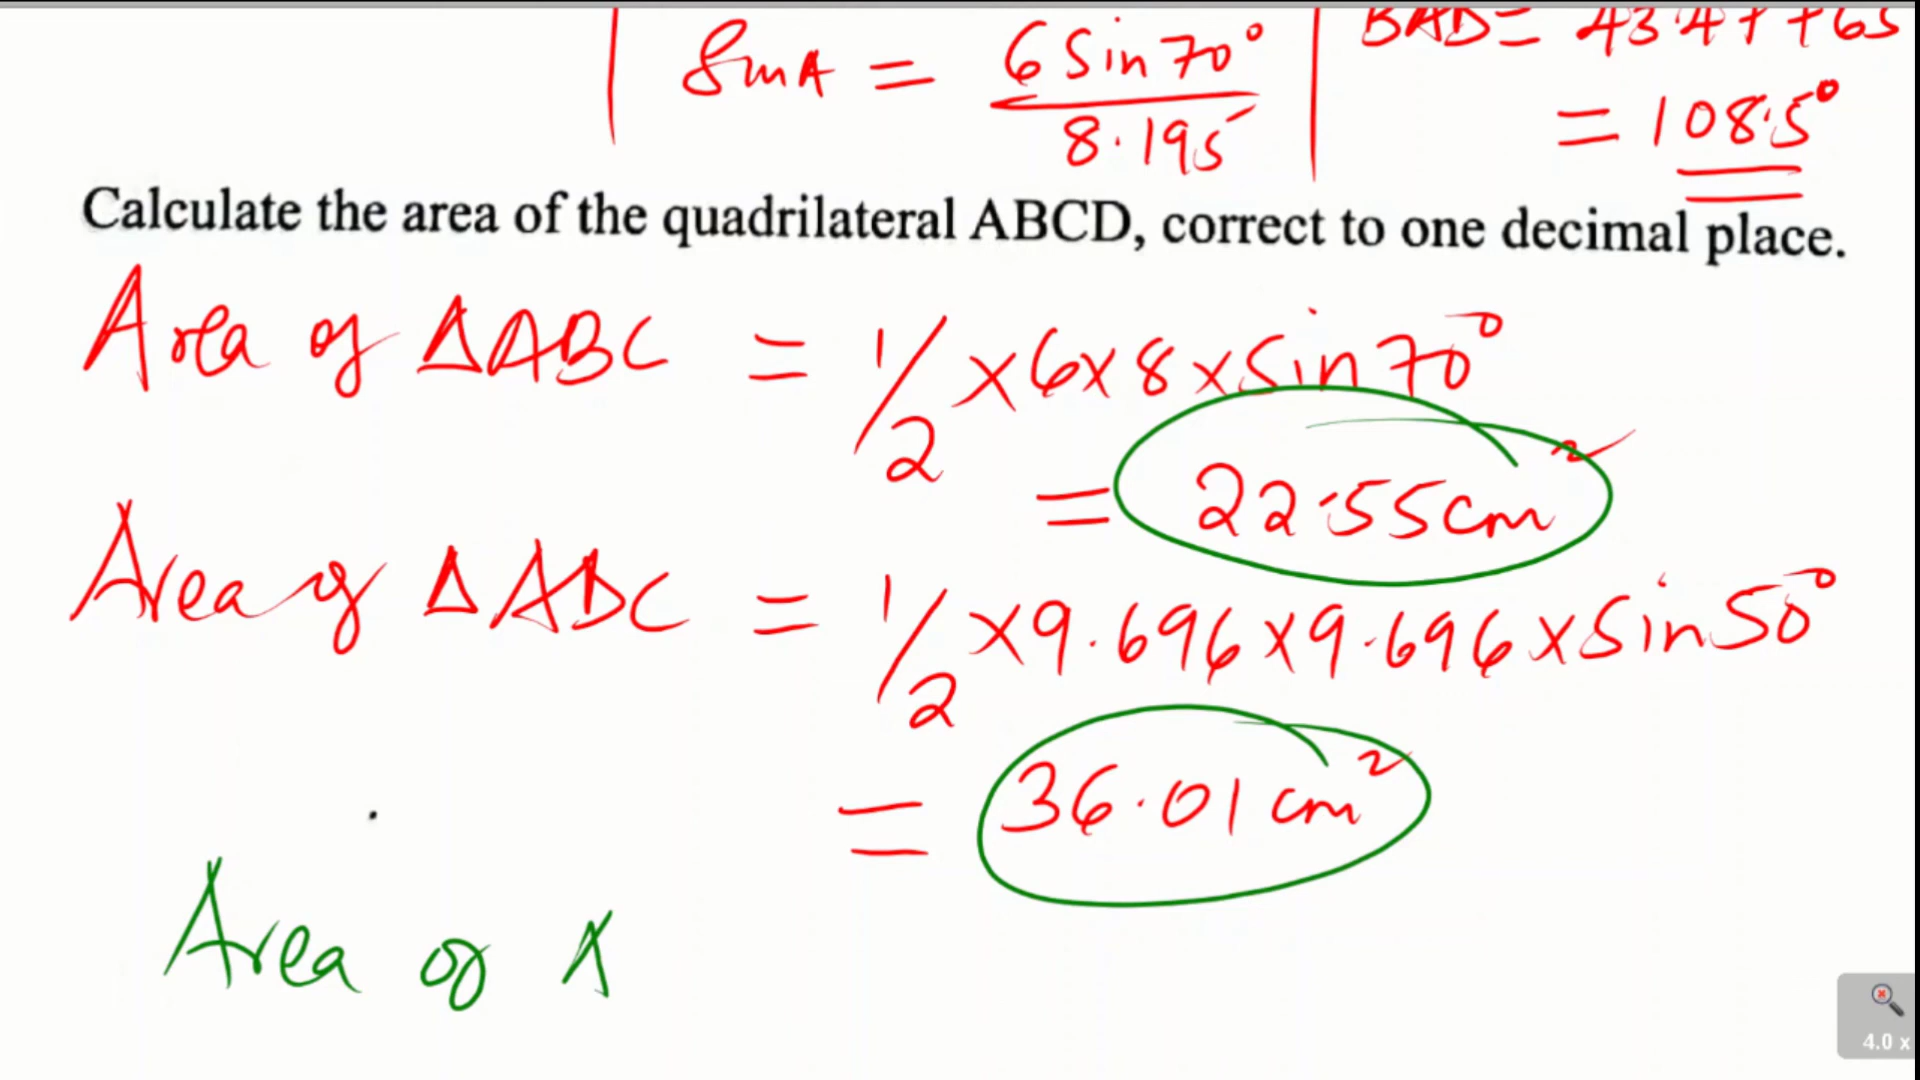 SinA = 6 Sin 70° / 8.195
BAD = 43.47 + 65
= 108.5°
Calculate the area of the quadrilateral ABCD, correct to one decimal place.
Area of ΔABC = 1/2 × 6 × 8 × Sin 70°
= 22.55cm²
Area of ΔADC = 1/2 × 9.696 × 9.696 × Sin 50°
= 36.01 cm²
Area of A
4.0 x